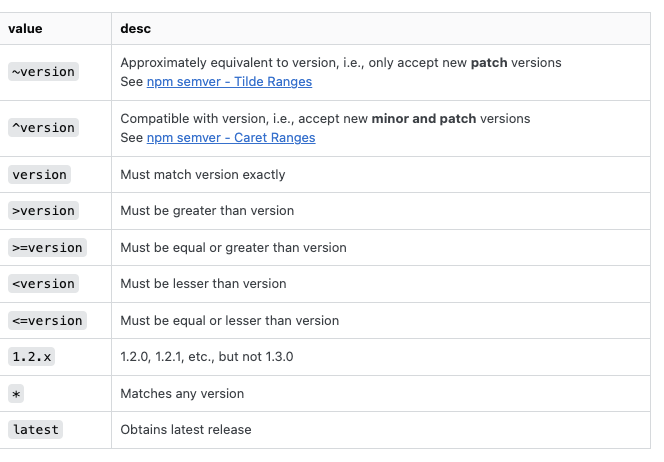 value desc
~version Approximately equivalent to version, i.e., only accept new patch versions
See npm semver - Tilde Ranges
^version Compatible with version, i.e., accept new minor and patch versions
See npm semver - Caret Ranges
version Must match version exactly
>version Must be greater than version
>=version Must be equal or greater than version
<version Must be lesser than version
<=version Must be equal or lesser than version
1.2.x 1.2.0, 1.2.1, etc., but not 1.3.0
* Matches any version
latest Obtains latest release